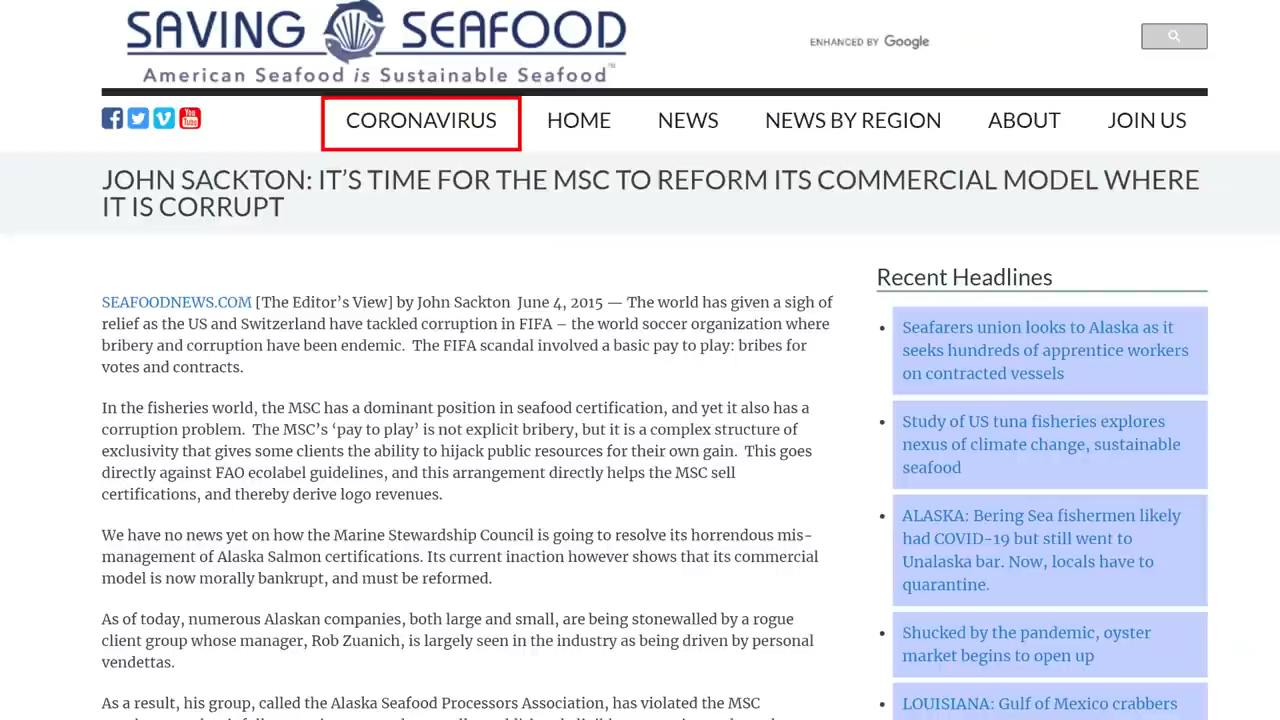 SAVING SEAFOOD
American Seafood is Sustainable Seafood™
ENHANCED BY Google
You
Tube
CORONAVIRUS
HOME
NEWS
NEWS BY REGION
ABOUT
JOIN US
JOHN SACKTON: IT’S TIME FOR THE MSC TO REFORM ITS COMMERCIAL MODEL WHERE
IT IS CORRUPT
SEAFOODNEWS.COM [The Editor’s View] by John Sackton June 4, 2015 — The world has given a sigh of
relief as the US and Switzerland have tackled corruption in FIFA – the world soccer organization where
bribery and corruption have been endemic. The FIFA scandal involved a basic pay to play: bribes for
votes and contracts.
In the fisheries world, the MSC has a dominant position in seafood certification, and yet it also has a
corruption problem. The MSC’s ‘pay to play’ is not explicit bribery, but it is a complex structure of
exclusivity that gives some clients the ability to hijack public resources for their own gain. This goes
directly against FAO ecolabel guidelines, and this arrangement directly helps the MSC sell
certifications, and thereby derive logo revenues.
We have no news yet on how the Marine Stewardship Council is going to resolve its horrendous mis-
management of Alaska Salmon certifications. Its current inaction however shows that its commercial
model is now morally bankrupt, and must be reformed.
As of today, numerous Alaskan companies, both large and small, are being stonewalled by a rogue
client group whose manager, Rob Zuanich, is largely seen in the industry as being driven by personal
vendettas.
As a result, his group, called the Alaska Seafood Processors Association, has violated the MSC
Recent Headlines
Seafarers union looks to Alaska as it
seeks hundreds of apprentice workers
on contracted vessels
Study of US tuna fisheries explores
nexus of climate change, sustainable
seafood
ALASKA: Bering Sea fishermen likely
had COVID-19 but still went to
Unalaska bar. Now, locals have to
quarantine.
Shucked by the pandemic, oyster
market begins to open up
LOUISIANA: Gulf of Mexico crabbers